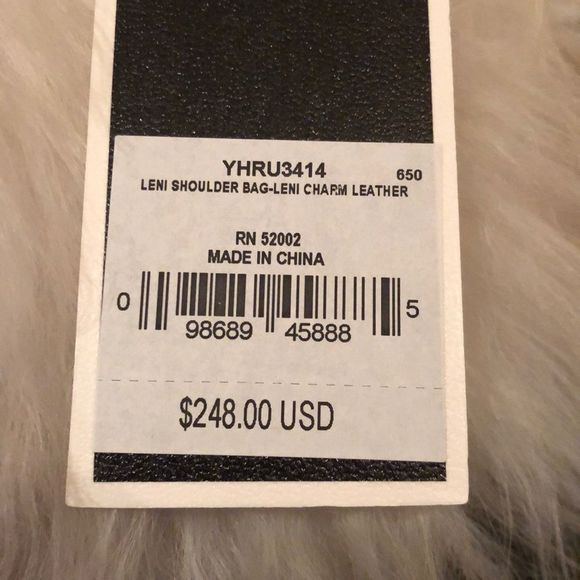 YHRU3414 650
LENI SHOULDER BAG-LENI CHARM LEATHER
RN 52002
MADE IN CHINA
0 98689 45888 5
$248.00 USD